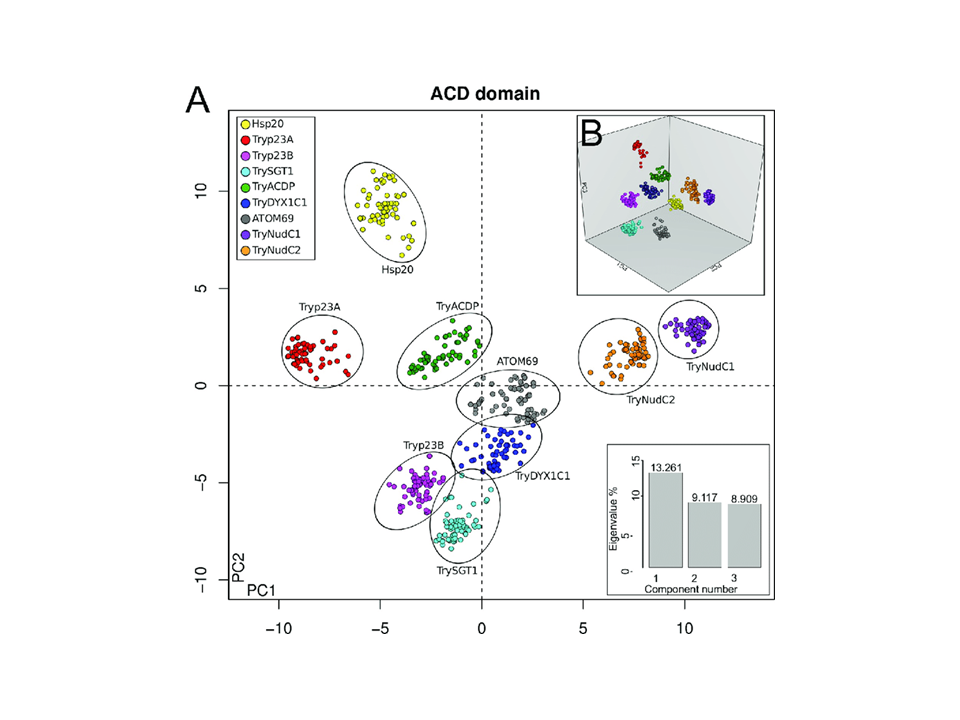 A
ACD domain
Hsp20
Tryp23A
Tryp23B
TrySGT1
TryACDP
TryDYX1C1
ATOM69
TryNudC1
TryNudC2
B
Hsp20
Tryp23A
TryACDP
ATOM69
TryNudC1
TryNudC2
Tryp23B
TryDYX1C1
TrySGT1
10
5
0
−5
−10
PC2
PC1
−10
−5
0
5
10
15
10
5
0
Eigenvalue %
13.261
9.117
8.909
1
2
3
Component number